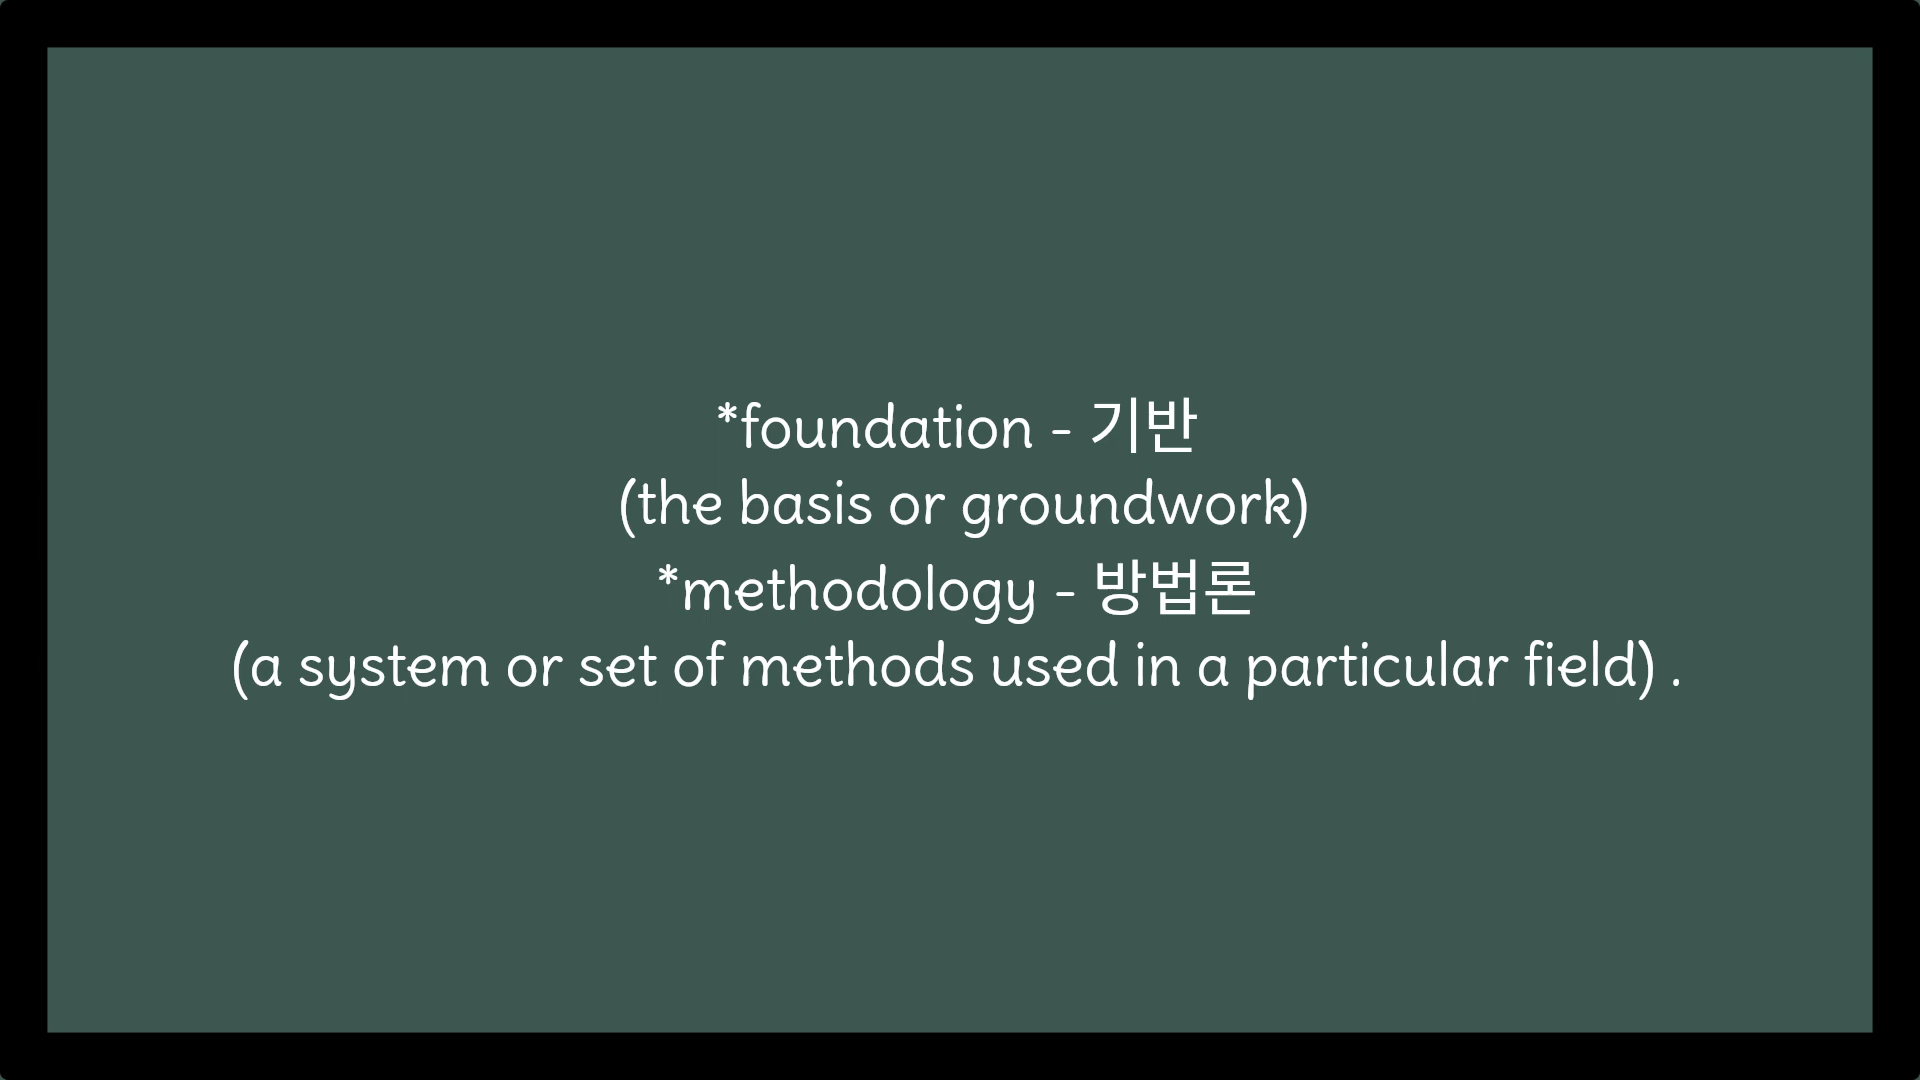 *foundation - 기반
(the basis or groundwork)
*methodology - 방법론
(a system or set of methods used in a particular field) .